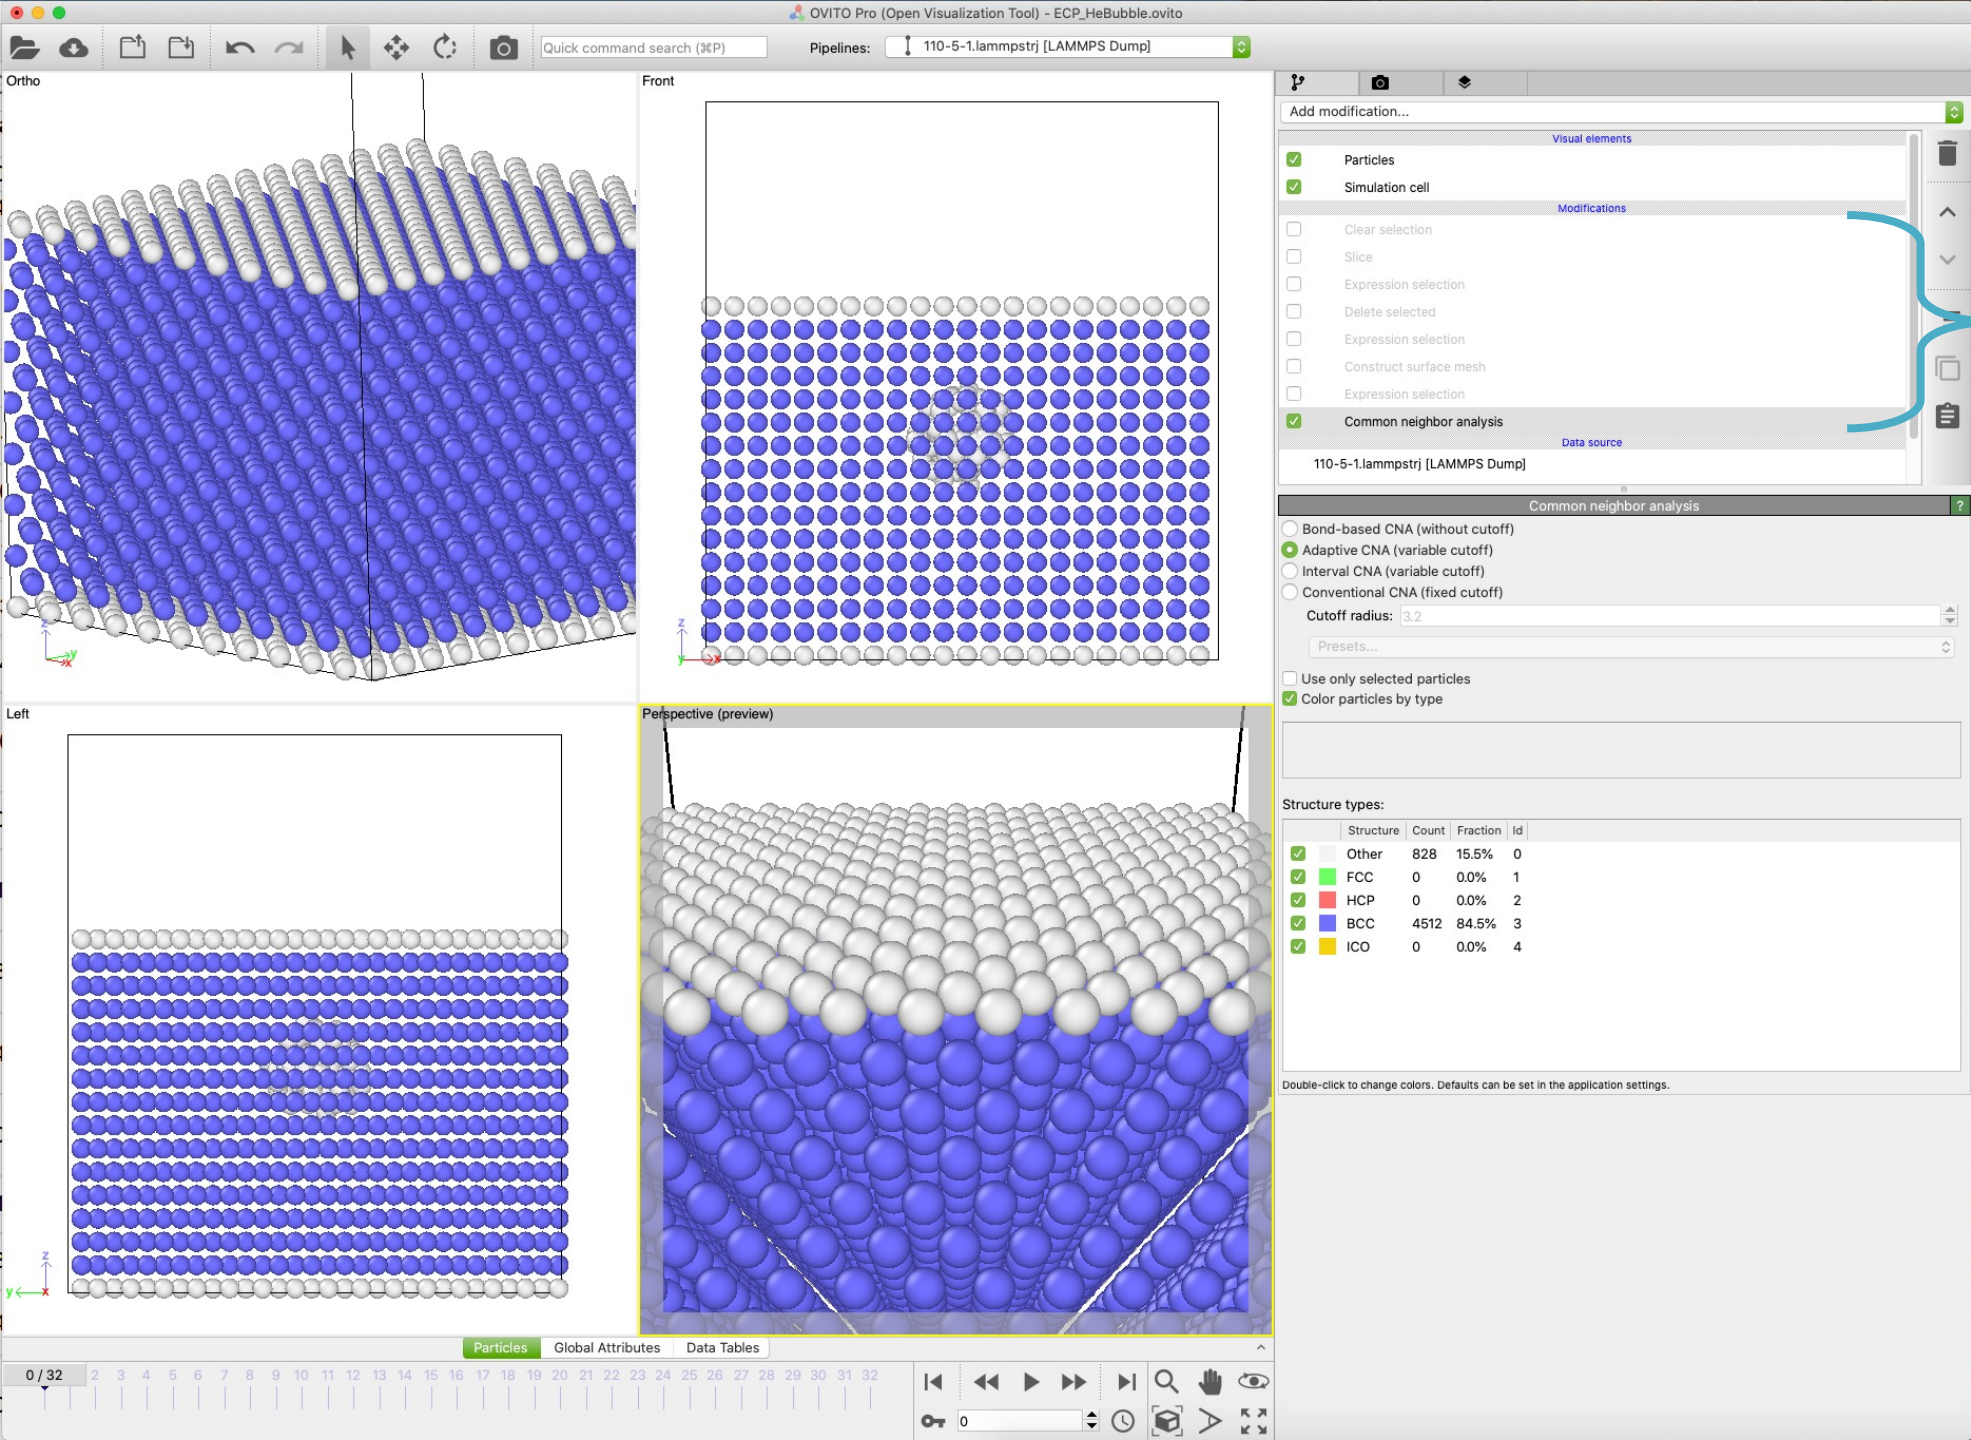 OVITO Pro (Open Visualization Tool) - ECP_HeBubble.ovito
Quick command search (⌘P)
Pipelines:
110-5-1.lammpstrj [LAMMPS Dump]
Ortho
Front
Add modification...
Visual elements
Particles
Simulation cell
Modifications
Clear selection
Slice
Expression selection
Delete selected
Expression selection
Construct surface mesh
Expression selection
Common neighbor analysis
Data source
110-5-1.lammpstrj [LAMMPS Dump]
Common neighbor analysis
?
Bond-based CNA (without cutoff)
Adaptive CNA (variable cutoff)
Interval CNA (variable cutoff)
Conventional CNA (fixed cutoff)
Cutoff radius: 3.2
Presets...
Use only selected particles
Color particles by type
z
y
x
z
y
x
Left
Perspective (preview)
Structure types:
Structure Count Fraction Id
Other 828 15.5% 0
FCC 0 0.0% 1
HCP 0 0.0% 2
BCC 4512 84.5% 3
ICO 0 0.0% 4
Double-click to change colors. Defaults can be set in the application settings.
z
y
x
Particles Global Attributes Data Tables
0 / 32 2 3 4 5 6 7 8 9 10 11 12 13 14 15 16 17 18 19 20 21 22 23 24 25 26 27 28 29 30 31 32
0